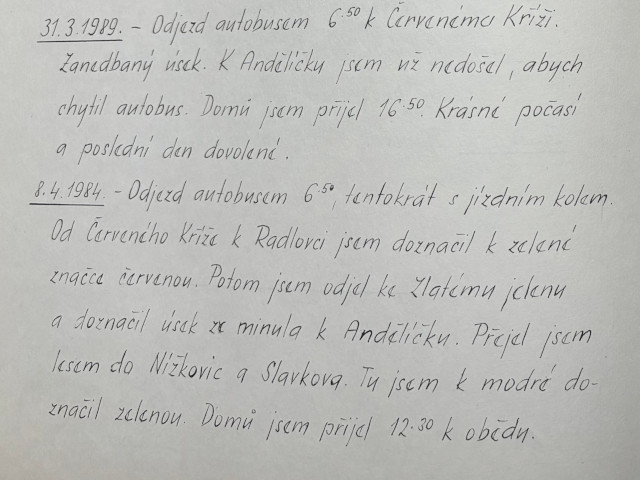 31.3.1989. - Odjezd autobusem 6.50 k Červenému Kříži.
Zanedbaný úsek. K Andělíčku jsem už nedošel, abych
chytil autobus. Domů jsem přijel 16.50. Krásné počasí
a poslední den dovolené.
8.4.1984. - Odjezd autobusem 6.50, tentokrát s jízdním kolem.
Od Červeného Kříže k Radlovci jsem doznačil k zelené
značce červenou. Potom jsem odjel ke Zlatému jelenu
a doznačil úsek ze minula k Andělíčku. Přejel jsem
lesem do Nížkovic a Slavkova. Tu jsem k modré do-
značil zelenou. Domů jsem přijel 12.30 k obědu.